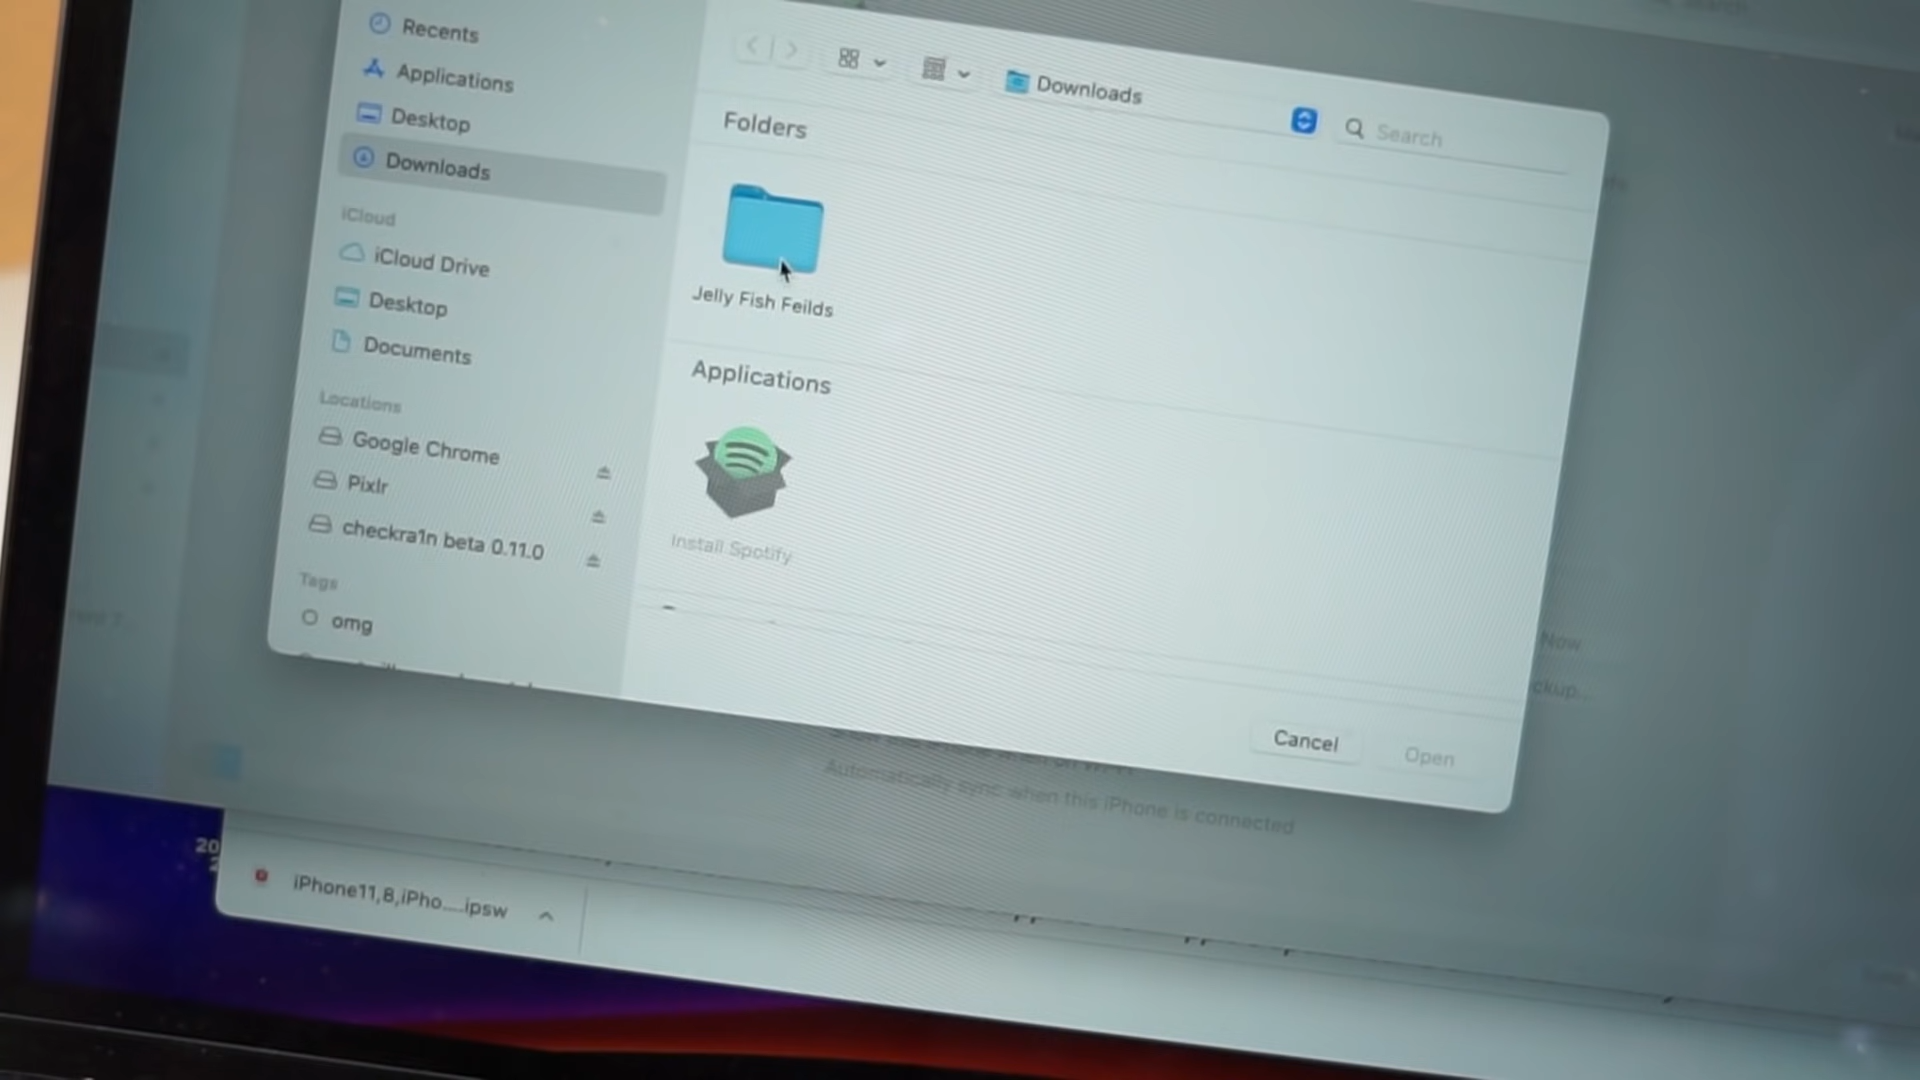 Recents
Applications
Desktop
Downloads
iCloud
iCloud Drive
Desktop
Documents
Locations
Google Chrome
Pixlr
checkra1n beta 0.11.0
Tags
omg
Downloads
Search
Folders
Jelly Fish Feilds
Applications
Install Spotify
Cancel
Open
Now
Automatically sync when this iPhone is connected
iPhone11,8,iPho....ipsw